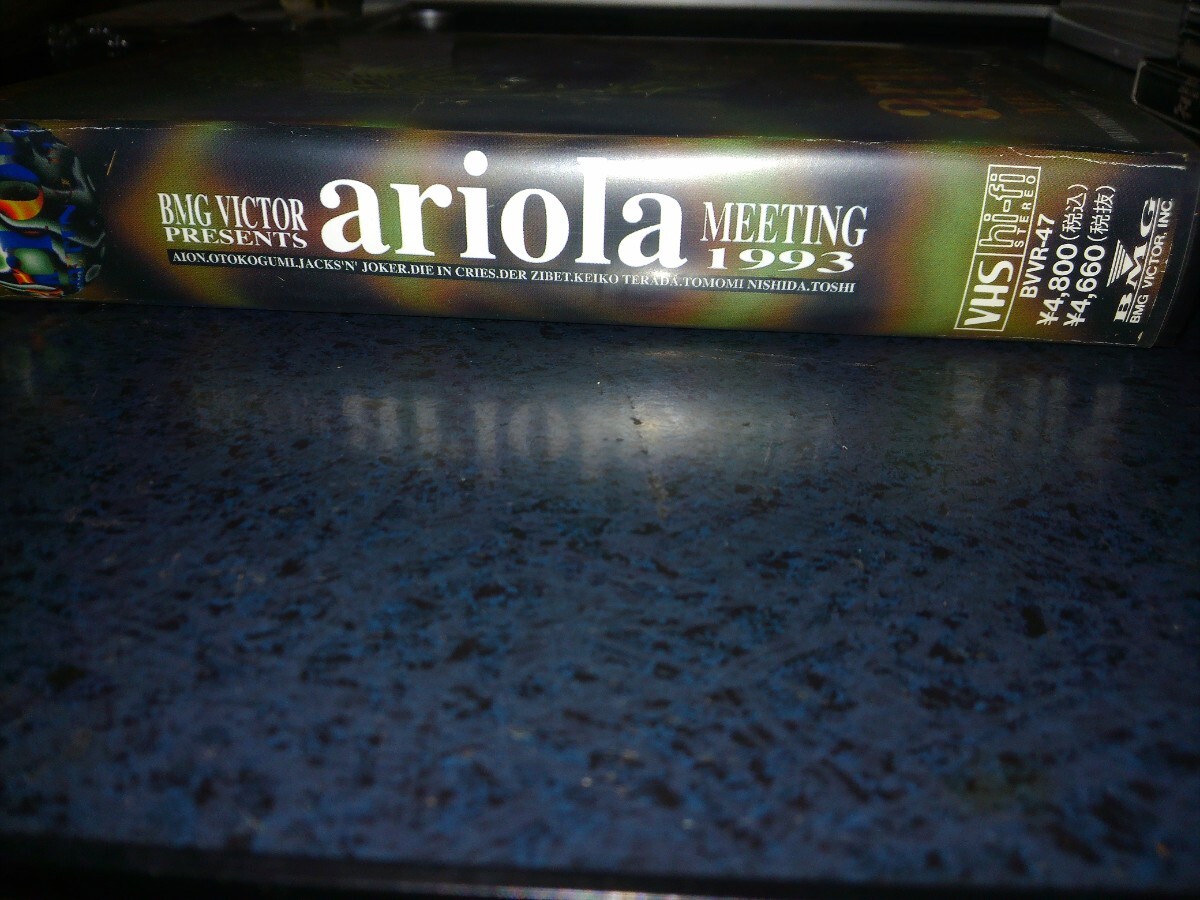 BMG VICTOR
PRESENTS
ariola
MEETING
1993
AION.OTOKOGUMI.JACKS'N' JOKER.DIE IN CRIES.DER ZIBET.KEIKO TERADA.TOMOMI NISHIDA.TOSHI
VHS
hi-fi
STEREO
BVVR-47
¥4,800(税込)
¥4,660(税抜)
BMG
BMG VICTOR, INC.